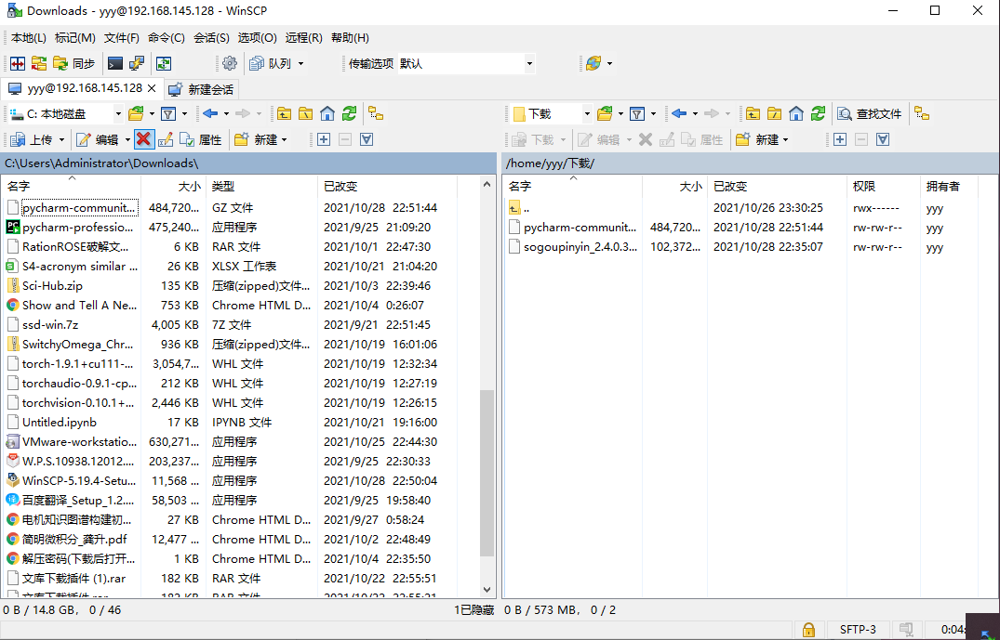 Downloads - yyy@192.168.145.128 - WinSCP
本地(L) 标记(M) 文件(F) 命令(C) 会话(S) 选项(O) 远程(R) 帮助(H)
同步 队列 传输选项 默认
yyy@192.168.145.128 × 新建会话
C: 本地磁盘 下载 查找文件
上传 编辑 属性 新建 下载 编辑 属性 新建
C:\Users\Administrator\Downloads\ /home/yyy/下载/
名字 大小 类型 已改变 名字 大小 已改变 权限 拥有者
pycharm-communit... 484,720... GZ 文件 2021/10/28 22:51:44 .. 2021/10/26 23:30:25 rwx------ yyy
pycharm-professio... 475,240... 应用程序 2021/9/25 21:09:20 pycharm-communit... 484,720... 2021/10/28 22:51:44 rw-rw-r-- yyy
RationROSE破解文... 6 KB RAR 文件 2021/10/1 22:47:30 sogoupinyin_2.4.0.3... 102,372... 2021/10/28 22:35:07 rw-rw-r-- yyy
S4-acronym similar ... 26 KB XLSX 工作表 2021/10/21 21:04:20
Sci-Hub.zip 135 KB 压缩(zipped)文件... 2021/10/3 22:39:46
Show and Tell A Ne... 753 KB Chrome HTML D... 2021/10/4 0:26:07
ssd-win.7z 4,005 KB 7Z 文件 2021/9/21 22:51:45
SwitchyOmega_Chr... 936 KB 压缩(zipped)文件... 2021/10/19 16:01:06
torch-1.9.1+cu111-... 3,054,7... WHL 文件 2021/10/19 12:32:34
torchaudio-0.9.1-cp... 212 KB WHL 文件 2021/10/19 12:27:19
torchvision-0.10.1+... 2,446 KB WHL 文件 2021/10/19 12:26:15
Untitled.ipynb 17 KB IPYNB 文件 2021/10/21 19:16:00
VMware-workstatio... 630,271... 应用程序 2021/10/25 22:44:30
W.P.S.10938.12012.... 203,237... 应用程序 2021/9/25 22:30:33
WinSCP-5.19.4-Setu... 11,568 ... 应用程序 2021/10/28 22:50:04
百度翻译_Setup_1.2.... 58,503 ... 应用程序 2021/9/25 19:58:40
电机知识图谱构建初... 27 KB Chrome HTML D... 2021/9/27 0:58:24
简明微积分_龚升.pdf 12,477 ... Chrome HTML D... 2021/10/2 22:48:49
解压密码(下载后打开... 1 KB Chrome HTML D... 2021/10/4 22:35:50
文库下载插件 (1).rar 182 KB RAR 文件 2021/10/22 22:55:51
文库下载插件.rar 182 KB RAR 文件 2021/10/22 22:55:21
0 B / 14.8 GB, 0 / 46 1已隐藏 0 B / 573 MB, 0 / 2
SFTP-3 0:04: